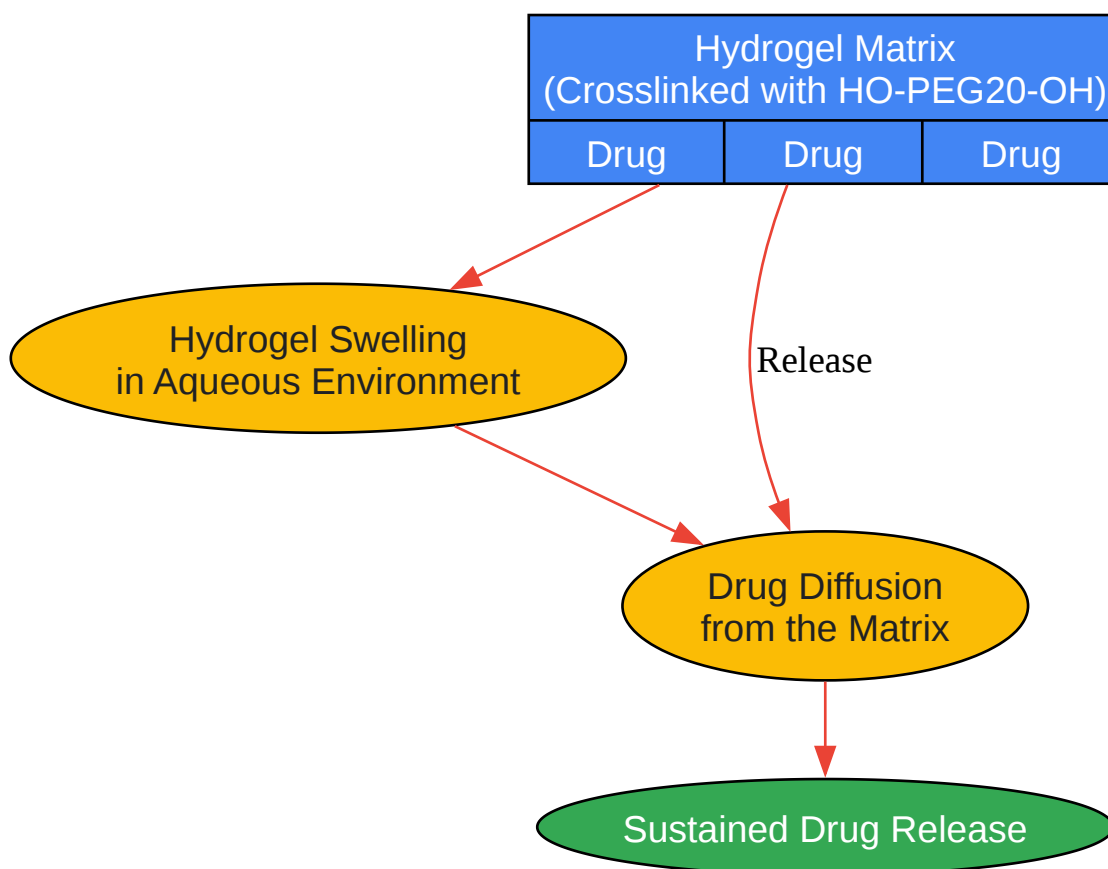 Hydrogel Matrix
(Crosslinked with HO-PEG20-OH)
Drug
Drug
Drug
Hydrogel Swelling
in Aqueous Environment
Release
Drug Diffusion
from the Matrix
Sustained Drug Release